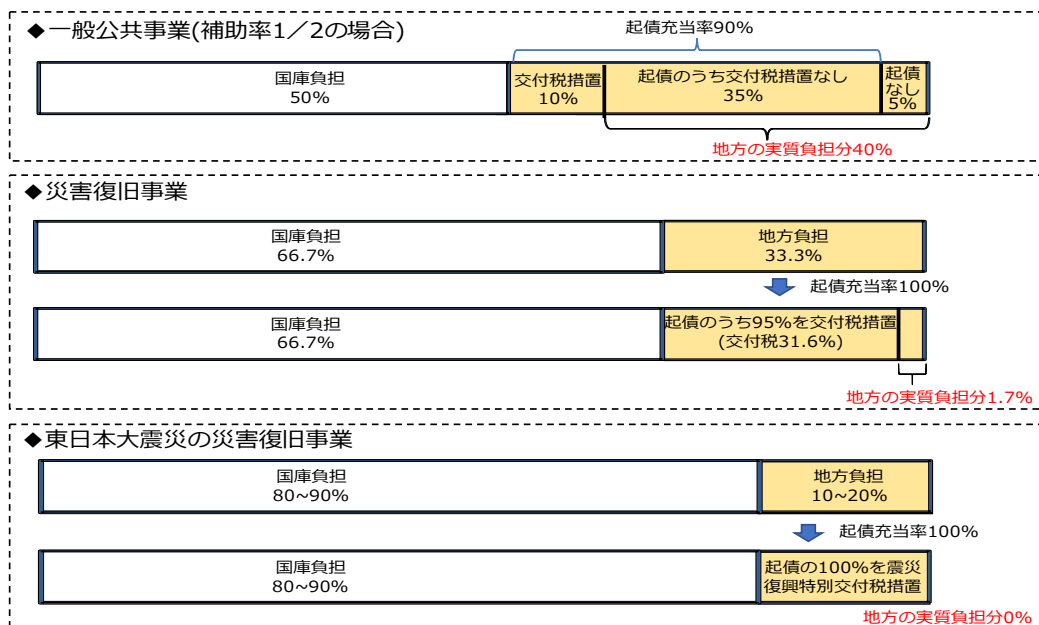 ◆一般公共事業(補助率1／2の場合)
起債充当率90%
国庫負担
50%
交付税措置
10%
起債のうち交付税措置なし
35%
起債
なし
5%
地方の実質負担分40%
◆災害復旧事業
国庫負担
66.7%
地方負担
33.3%
起債充当率100%
国庫負担
66.7%
起債のうち95%を交付税措置
(交付税31.6%)
地方の実質負担分1.7%
◆東日本大震災の災害復旧事業
国庫負担
80~90%
地方負担
10~20%
起債充当率100%
国庫負担
80~90%
起債の100%を震災
復興特別交付税措置
地方の実質負担分0%